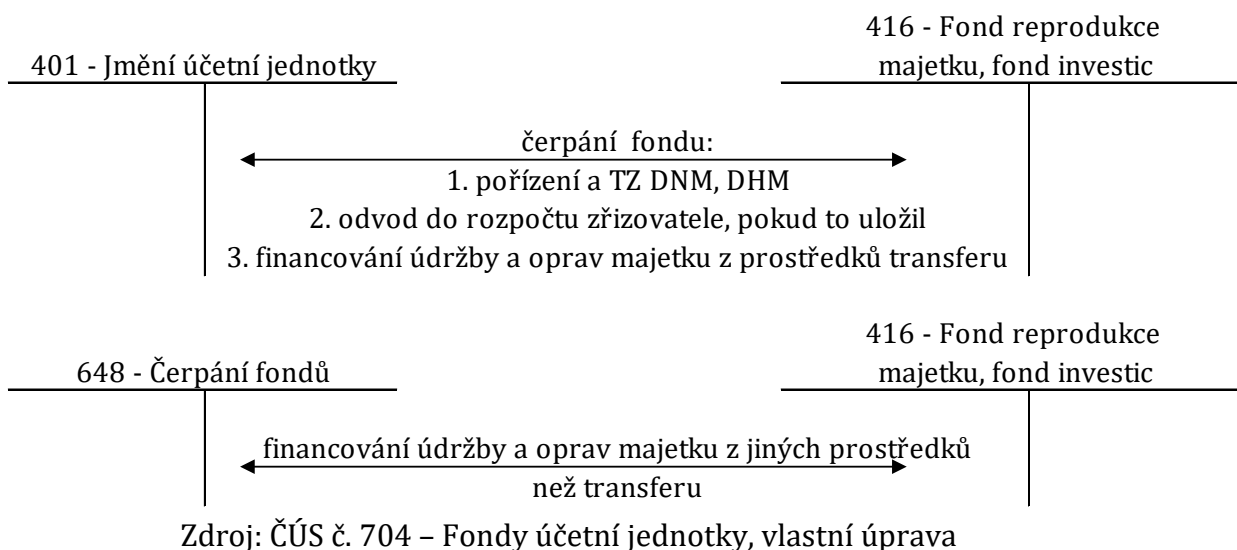 416 - Fond reprodukce
401 - Jmění účetní jednotky
majetku, fond investic
čerpání fondu:
1. pořízení a TZ DNM, DHM
2. odvod do rozpočtu zřizovatele, pokud to uložil
3. financování údržby a oprav majetku z prostředků transferu
416 - Fond reprodukce
648 - Čerpání fondů
majetku, fond investic
financování údržby a oprav majetku z jiných prostředků
než transferu
Zdroj: ČÚS č. 704 – Fondy účetní jednotky, vlastní úprava